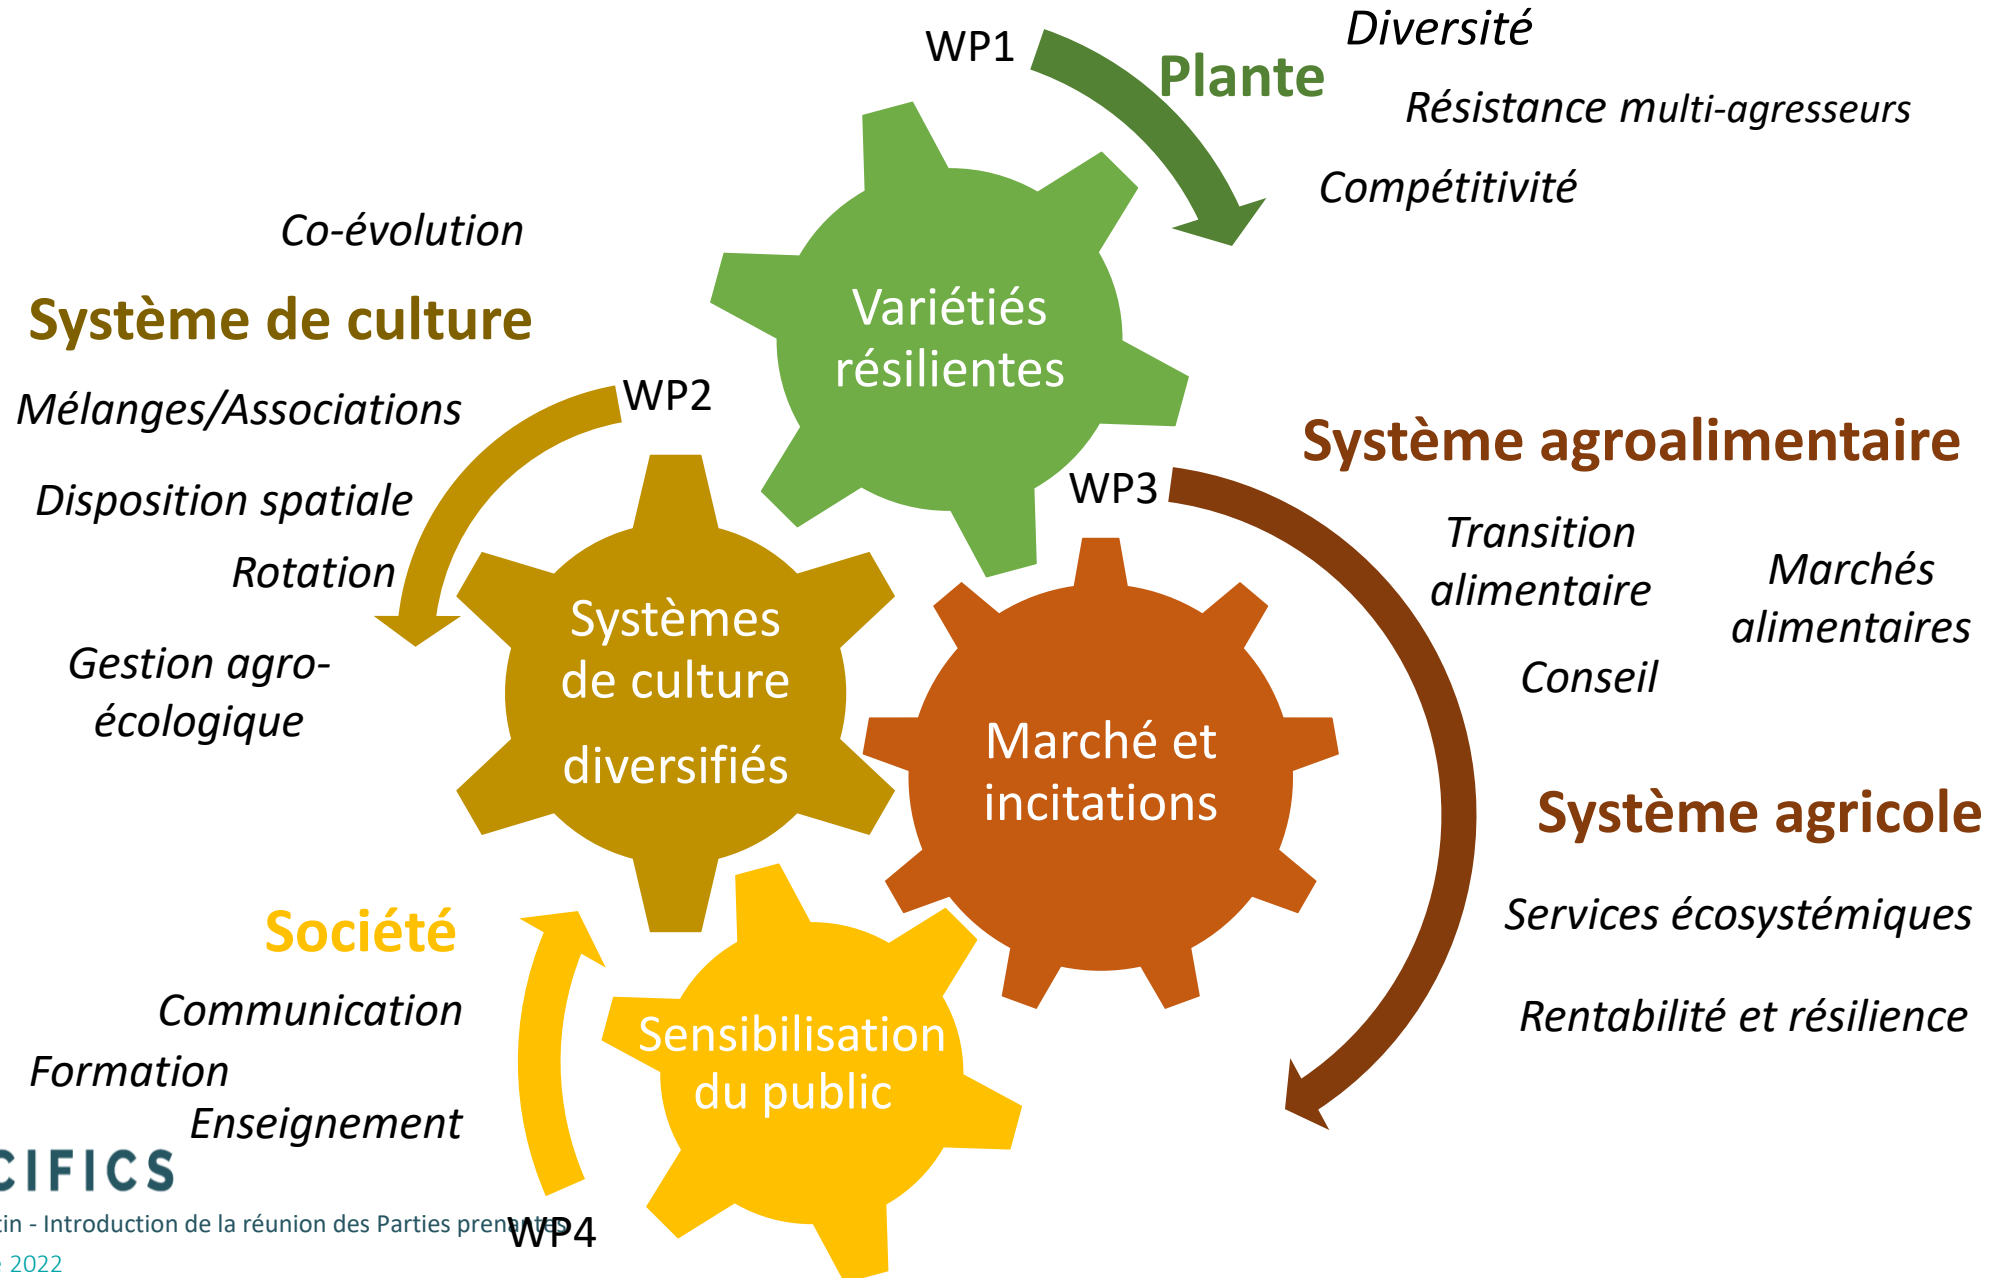 WP1
Plante
Diversité
Résistance multi-agresseurs
Compétitivité
Variétiés
résilientes
Co-évolution
Système de culture
Mélanges/Associations
Disposition spatiale
Rotation
Gestion agro-
écologique
WP2
Systèmes
de culture
diversifiés
WP3
Système agroalimentaire
Transition
alimentaire
Marchés
alimentaires
Conseil
Marché et
incitations
Système agricole
Services écosystémiques
Rentabilité et résilience
Société
Communication
Formation
Enseignement
Sensibilisation
du public
WP4
CIFICS
tin - Introduction de la réunion des Parties prenantes
2022